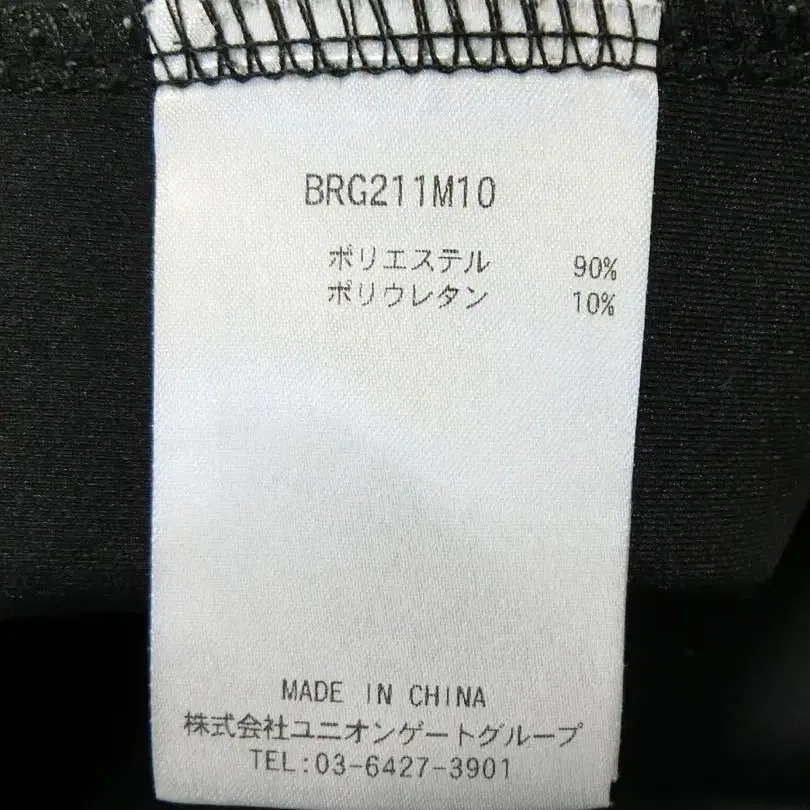 BRG211M10
ポリエステル 90%
ポリウレタン 10%
MADE IN CHINA
株式会社ユニオンゲートグループ
TEL:03-6427-3901